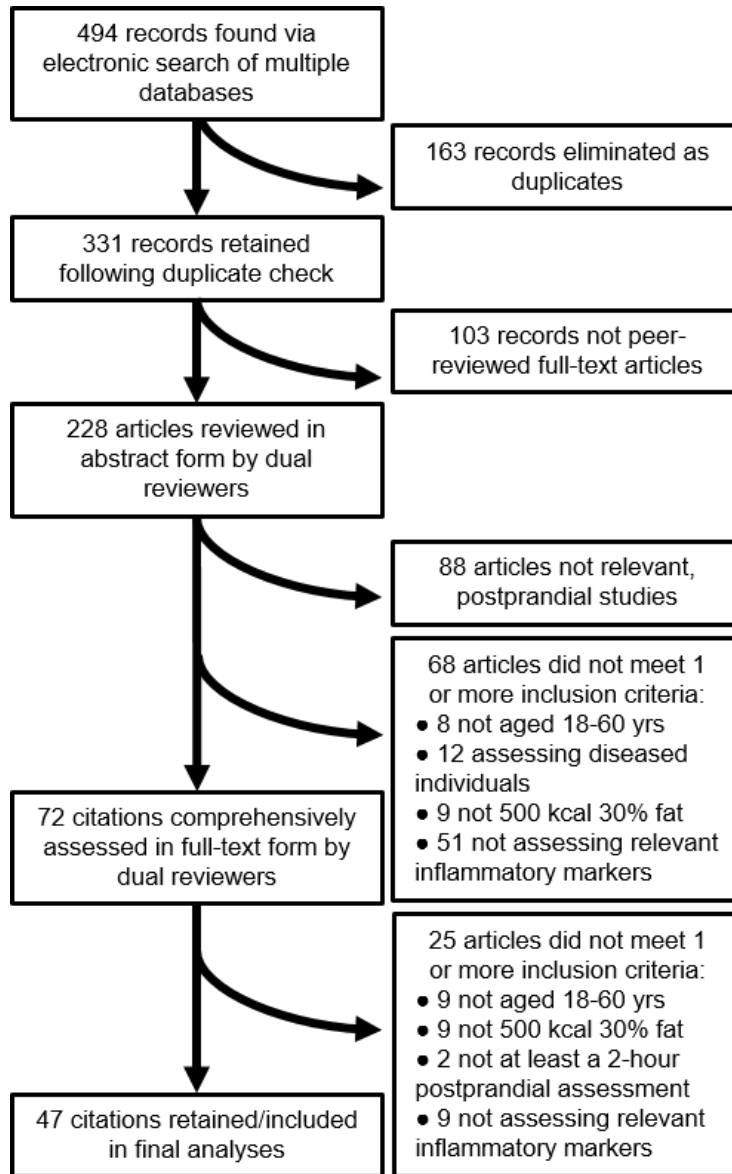 494 records found via
electronic search of multiple
databases
163 records eliminated as
duplicates
331 records retained
following duplicate check
103 records not peer-
reviewed full-text articles
228 articles reviewed in
abstract form by dual
reviewers
88 articles not relevant,
postprandial studies
68 articles did not meet 1
or more inclusion criteria:
● 8 not aged 18-60 yrs
● 12 assessing diseased
individuals
● 9 not 500 kcal 30% fat
● 51 not assessing relevant
inflammatory markers
72 citations comprehensively
assessed in full-text form by
dual reviewers
25 articles did not meet 1
or more inclusion criteria:
● 9 not aged 18-60 yrs
● 9 not 500 kcal 30% fat
● 2 not at least a 2-hour
postprandial assessment
● 9 not assessing relevant
inflammatory markers
47 citations retained/included
in final analyses